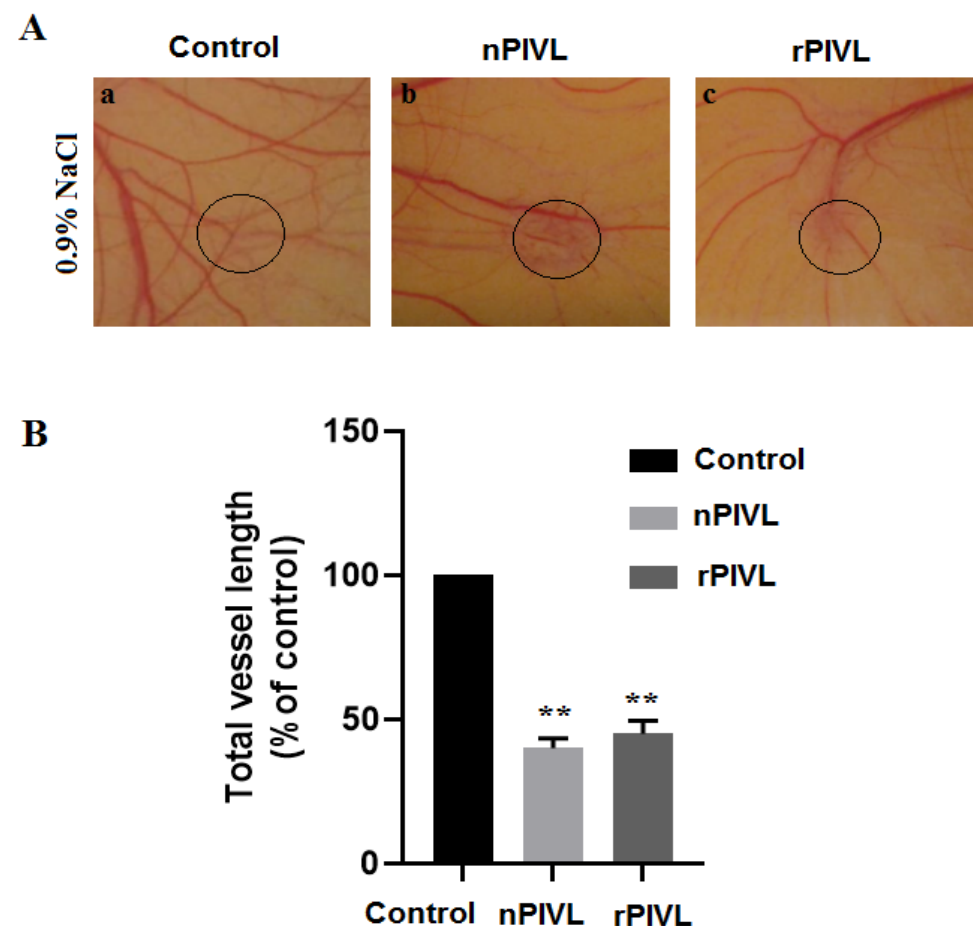 A
Control
nPIVL
rPIVL
0.9% NaCl
a
b
c
B
Total vessel length
(% of control)
150
100
50
0
**
**
Control
nPIVL
rPIVL
Control
nPIVL
rPIVL